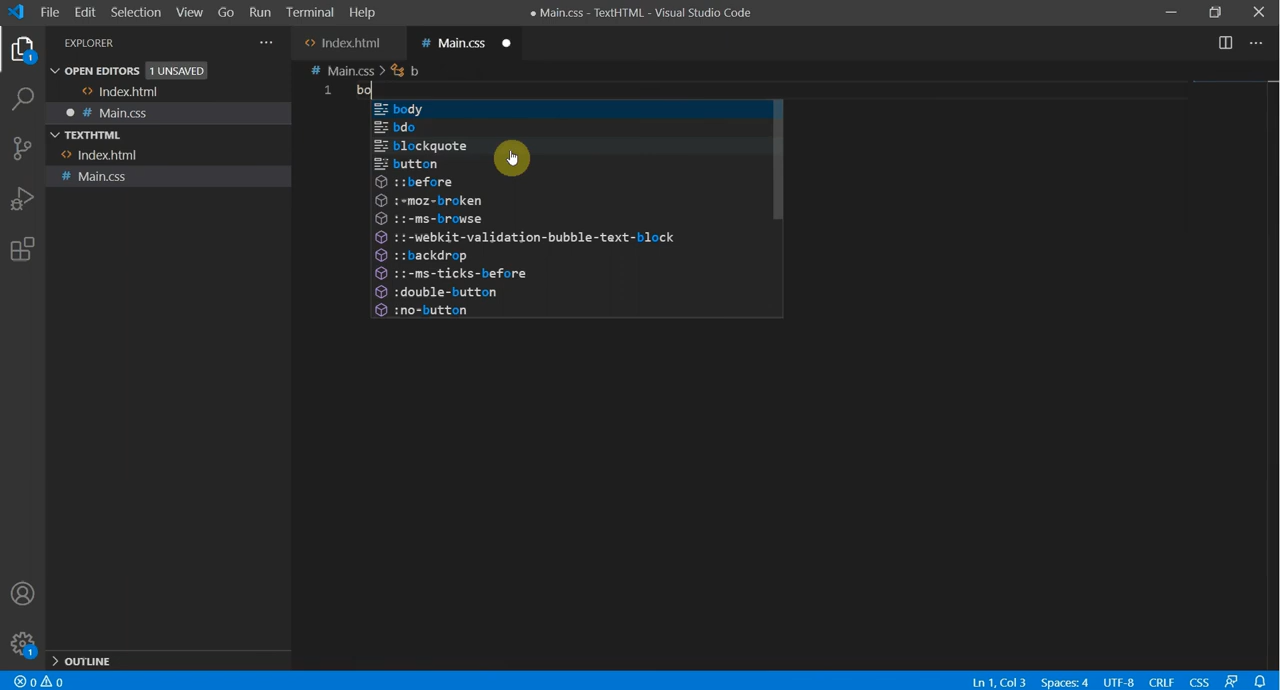 File Edit Selection View Go Run Terminal Help
● Main.css - TextHTML - Visual Studio Code
EXPLORER
OPEN EDITORS 1 UNSAVED
<> Index.html
# Main.css
TEXTHTML
<> Index.html
# Main.css
OUTLINE
1
1
<> Index.html # Main.css
# Main.css > b
1 bo
body
bdo
blockquote
button
::before
:-moz-broken
::-ms-browse
::-webkit-validation-bubble-text-block
::backdrop
::-ms-ticks-before
:double-button
:no-button
0 0 Ln 1, Col 3 Spaces: 4 UTF-8 CRLF CSS